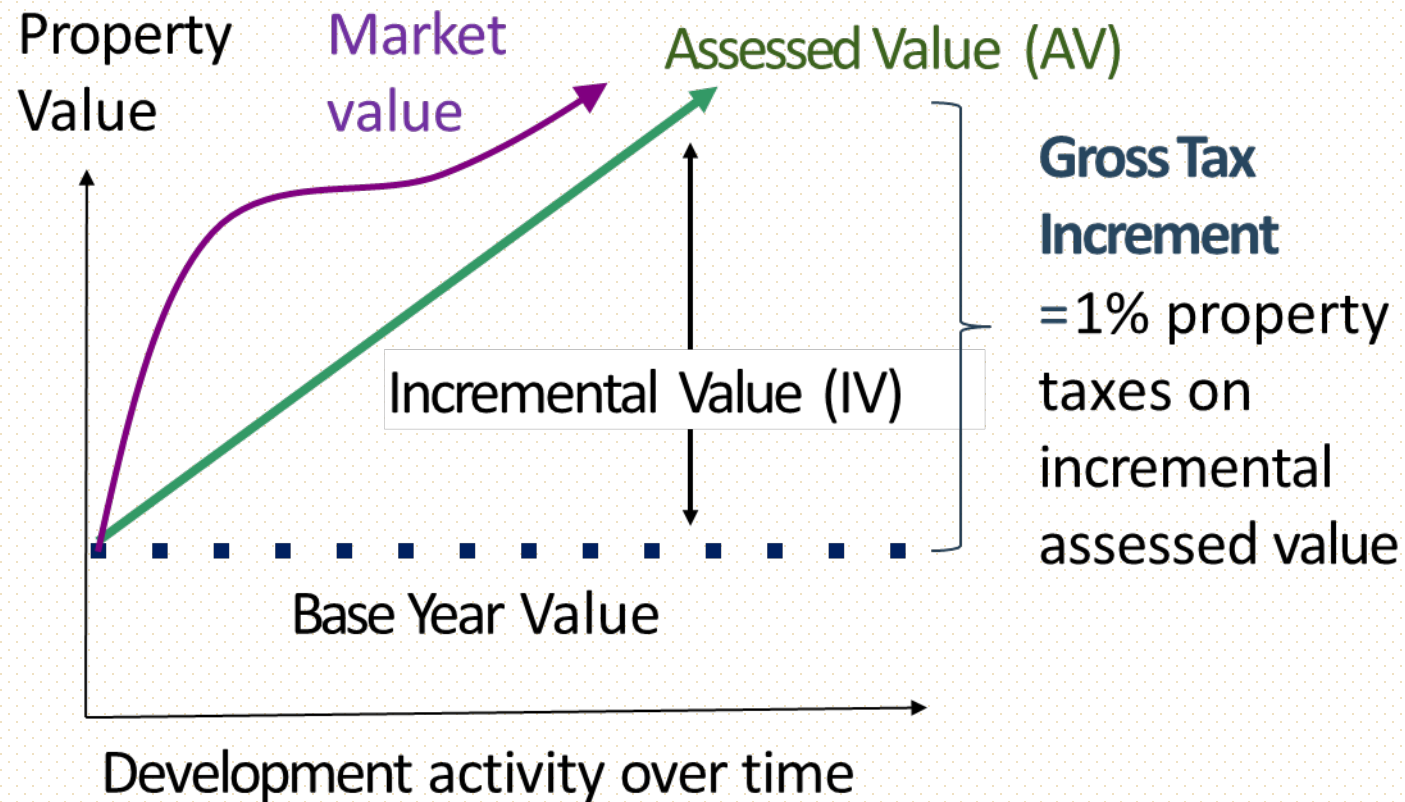 Property
Value
Market
value
Assessed Value (AV)
Gross Tax
Increment
=1% property
taxes on
incremental
assessed value
Incremental Value (IV)
Base Year Value
Development activity over time